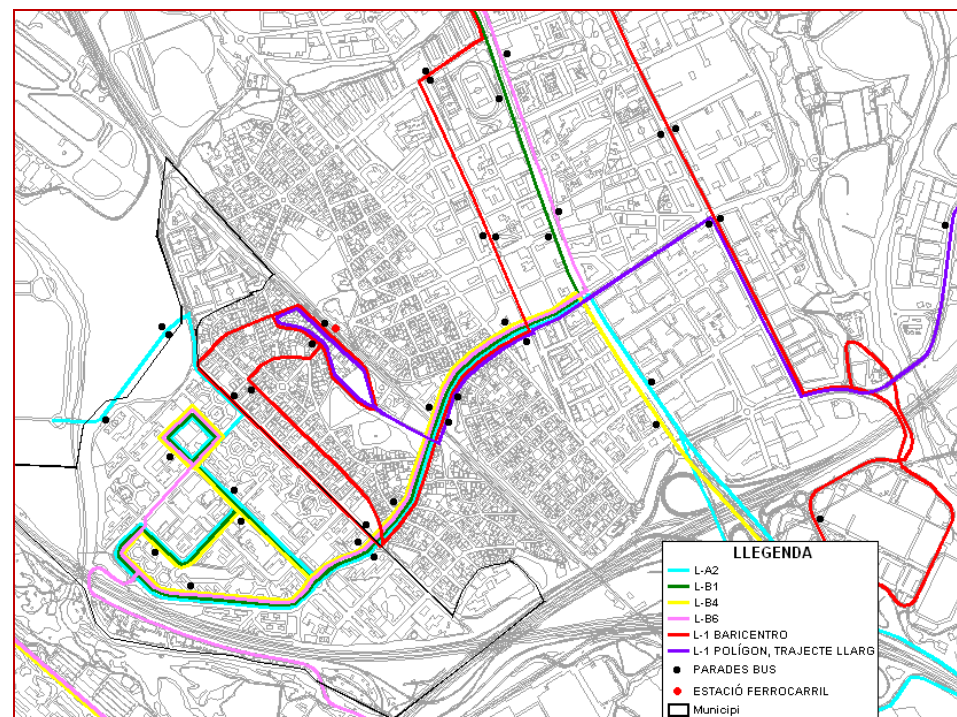 LLEGENDA
L-A2
L-B1
L-B4
L-B6
L-1 BARICENTRO
L-1 POLÍGON, TRAJECTE LLARG
PARADES BUS
ESTACIÓ FERROCARRIL
Municipi